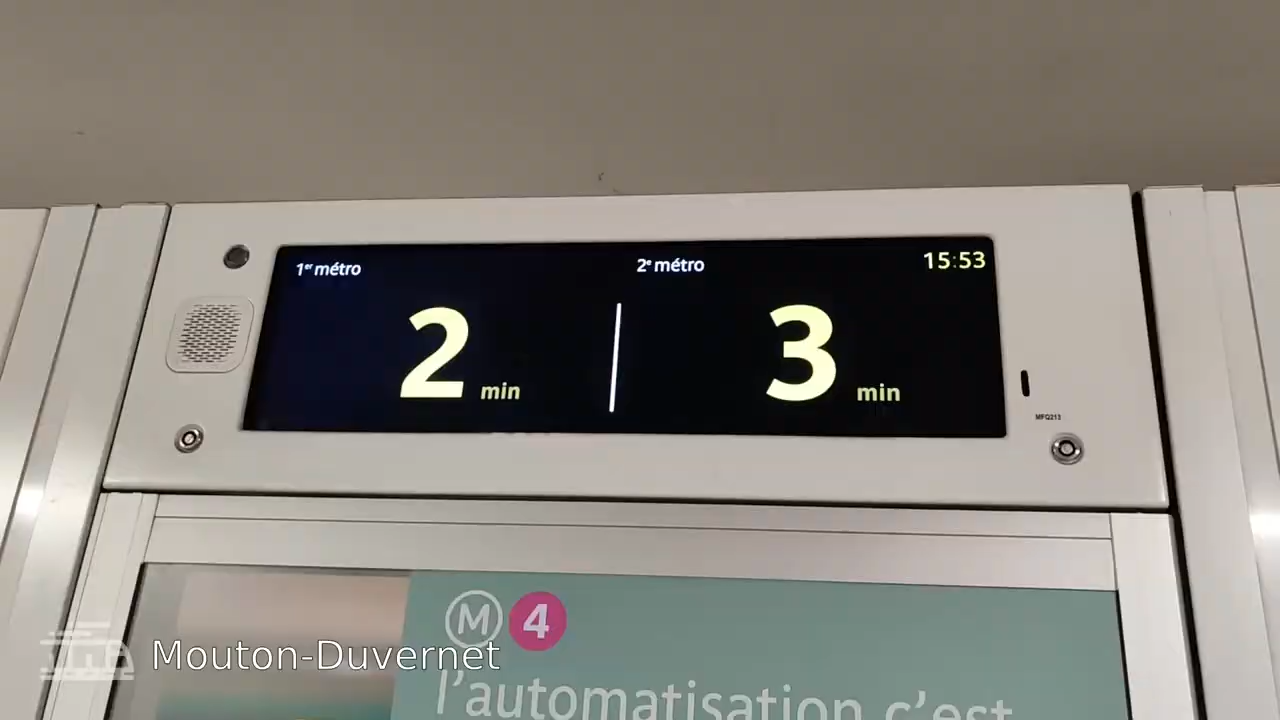 1er métro
2 min
2e métro
3 min
15:53
MFQ213
M 4
l'automatisation c'est
Mouton-Duvernet